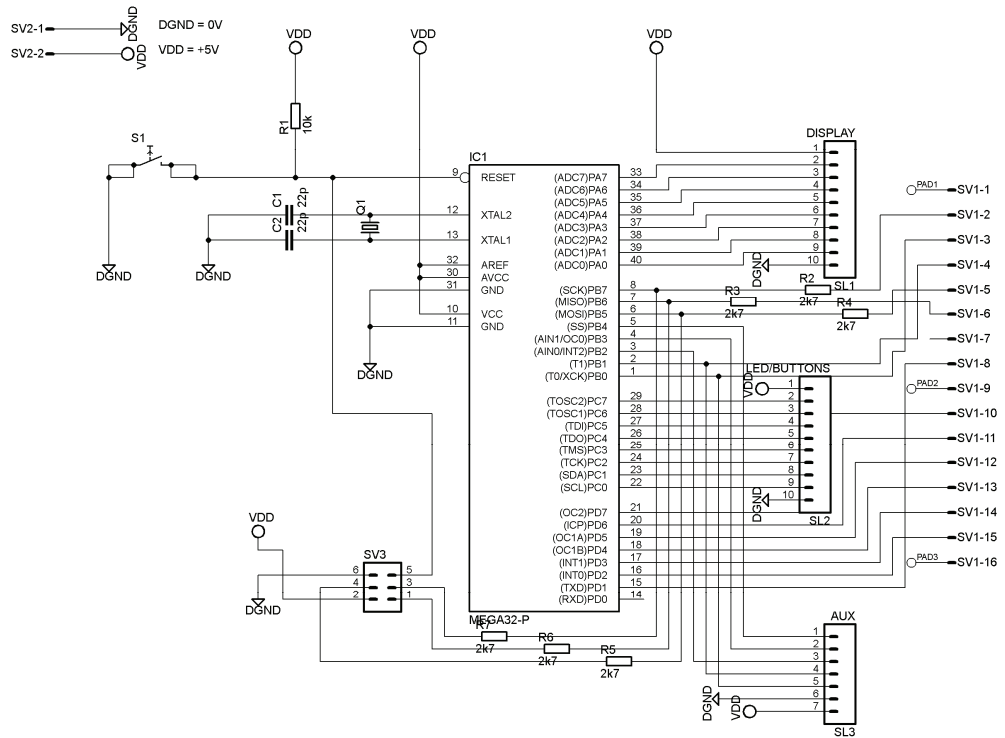 SV2-1
DGND
DGND = 0V
SV2-2
VDD
VDD = +5V
VDD
VDD
VDD
R1
10k
S1
DISPLAY
IC1
1
2
3
4
5
6
7
8
9
10
DGND
SL1
9 RESET (ADC7)PA7 33
(ADC6)PA6 34
(ADC5)PA5 35
12 XTAL2 (ADC4)PA4 36
(ADC3)PA3 37
13 XTAL1 (ADC2)PA2 38
(ADC1)PA1 39
32 AREF (ADC0)PA0 40
30 AVCC
31 GND (SCK)PB7 8
(MISO)PB6 7
10 VCC (MOSI)PB5 6
11 GND (SS)PB4 5
(AIN1/OC0)PB3 4
(AIN0/INT2)PB2 3
(T1)PB1 2
(T0/XCK)PB0 1
(TOSC2)PC7 29
(TOSC1)PC6 28
(TDI)PC5 27
(TDO)PC4 26
(TMS)PC3 25
(TCK)PC2 24
(SDA)PC1 23
(SCL)PC0 22
(OC2)PD7 21
(ICP)PD6 20
(OC1A)PD5 19
(OC1B)PD4 18
(INT1)PD3 17
(INT0)PD2 16
(TXD)PD1 15
(RXD)PD0 14
MEGA32-P
C1
22p
C2
22p
Q1
DGND
DGND
DGND
R2
2k7
R3
2k7
R4
2k7
LED/BUTTONS
VDD
1
2
3
4
5
6
7
8
9
10
DGND
SL2
PAD1
SV1-1
SV1-2
SV1-3
SV1-4
SV1-5
SV1-6
SV1-7
SV1-8
PAD2
SV1-9
SV1-10
SV1-11
SV1-12
SV1-13
SV1-14
SV1-15
PAD3
SV1-16
VDD
SV3
6 5
4 3
2 1
DGND
R7
2k7
R6
2k7
R5
2k7
AUX
1
2
3
4
5
6
7
DGND
VDD
SL3